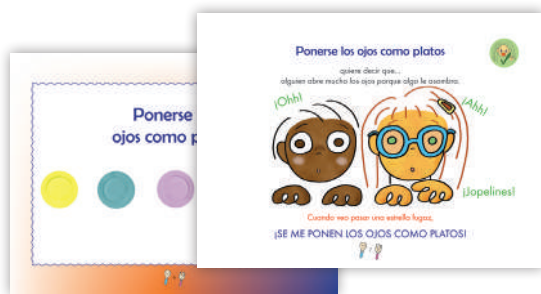 Ponerse los ojos como platos
quiere decir que...
alguien abre mucho los ojos porque algo le asombra.
¡Ohh!
¡Ahh!
¡Jopelines!
Cuando veo pasar una estrella fugaz,
¡SE ME PONEN LOS OJOS COMO PLATOS!
Ponerse
ojos como p